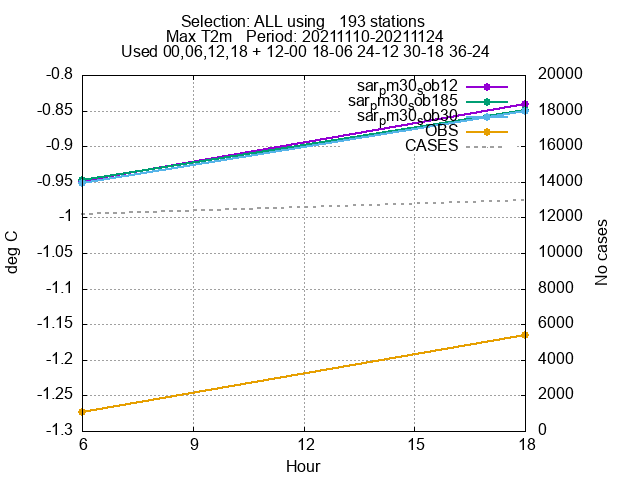 Selection: ALL using   193 stations
Max T2m   Period: 20211110-20211124
Used 00,06,12,18 + 12-00 18-06 24-12 30-18 36-24
-0.8
-0.85
-0.9
-0.95
-1
-1.05
-1.1
-1.15
-1.2
-1.25
-1.3
deg C
sarpm30sob12
sarpm30sob185
sarpm30sob30
OBS
CASES
20000
18000
16000
14000
12000
10000
8000
6000
4000
2000
0
No cases
6 9 12 15 18
Hour